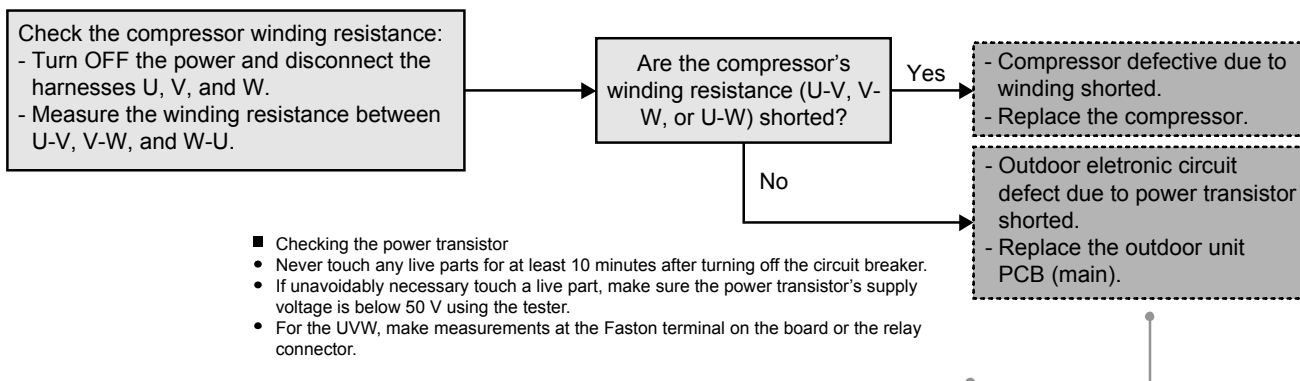 Check the compressor winding resistance:
- Turn OFF the power and disconnect the
harnesses U, V, and W.
- Measure the winding resistance between
U-V, V-W, and W-U.
Are the compressor's
winding resistance (U-V, V-
W, or U-W) shorted?
Yes
- Compressor defective due to
winding shorted.
- Replace the compressor.
No
- Outdoor eletronic circuit
defect due to power transistor
shorted.
- Replace the outdoor unit
PCB (main).
■ Checking the power transistor
• Never touch any live parts for at least 10 minutes after turning off the circuit breaker.
• If unavoidably necessary touch a live part, make sure the power transistor's supply
voltage is below 50 V using the tester.
• For the UVW, make measurements at the Faston terminal on the board or the relay
connector.